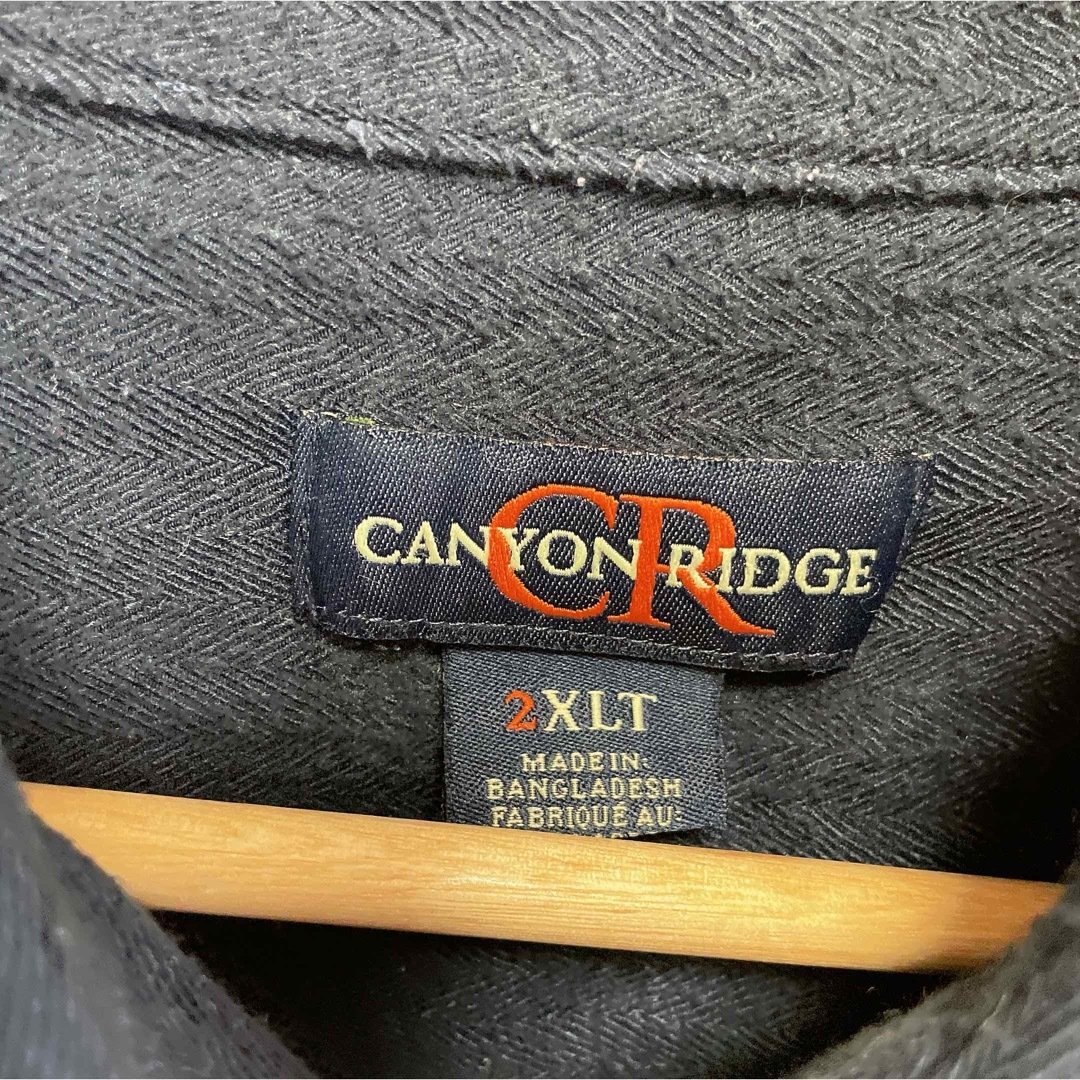 CANYON RIDGE
CR
2XLT
MADE IN:
BANGLADESH
FABRIQUÉ AU: